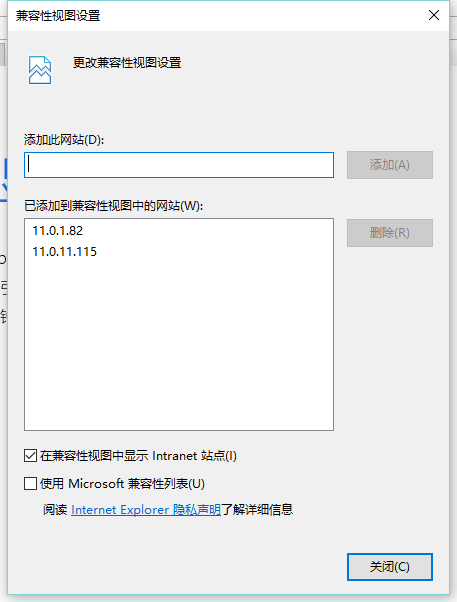 兼容性视图设置
更改兼容性视图设置
添加此网站(D):
添加(A)
已添加到兼容性视图中的网站(W):
11.0.1.82
删除(R)
11.0.11.115
在兼容性视图中显示 Intranet 站点(I)
使用 Microsoft 兼容性列表(U)
阅读 Internet Explorer 隐私声明了解详细信息
关闭(C)